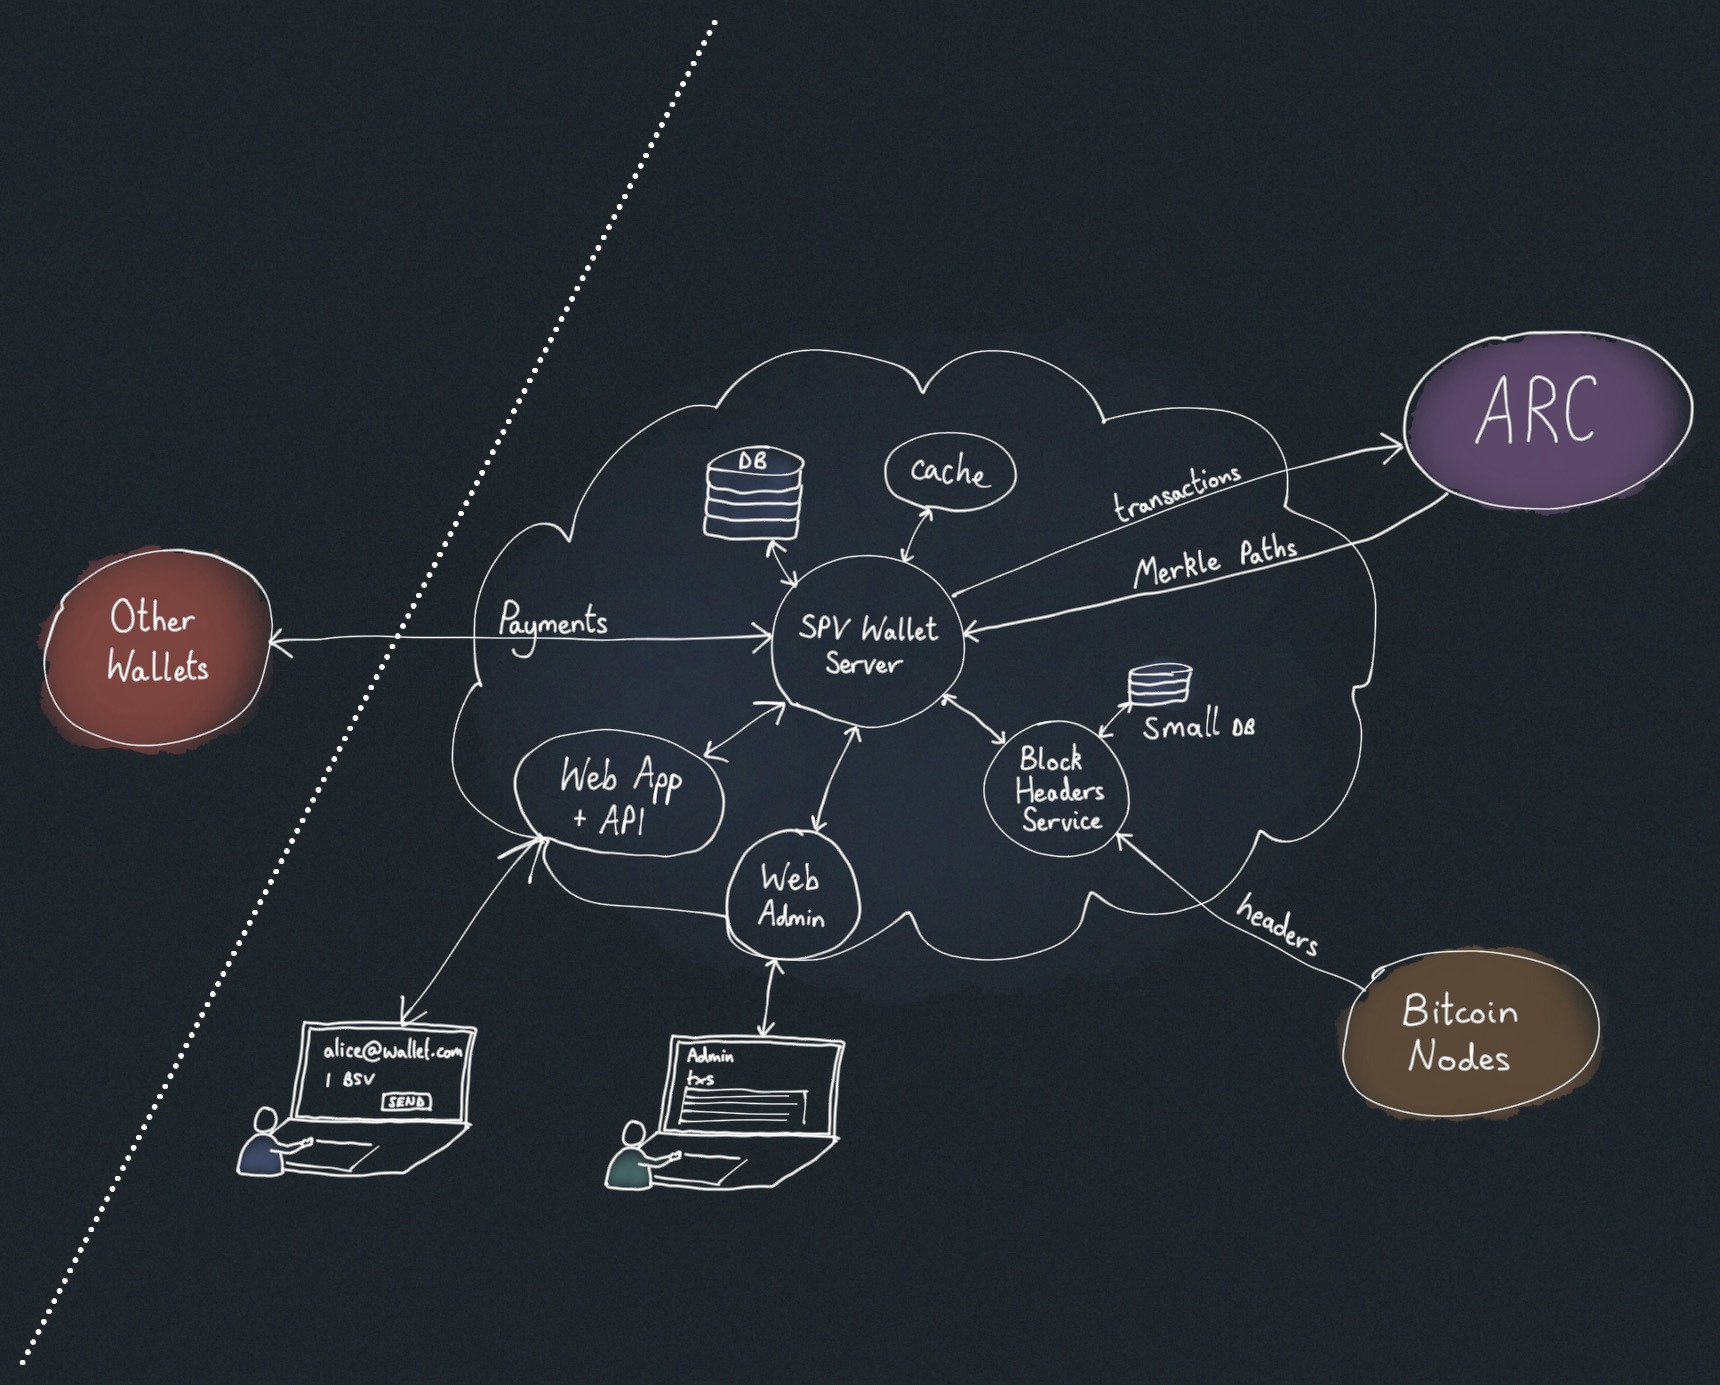 ARC
DB
cache
transactions
Merkle Paths
Other
Wallets
Payments
SPV Wallet
Server
Small DB
Block
Headers
Service
Web App
+ API
Web
Admin
headers
Bitcoin
Nodes
alice@wallet.com
1 BSV
SEND
Admin
txs